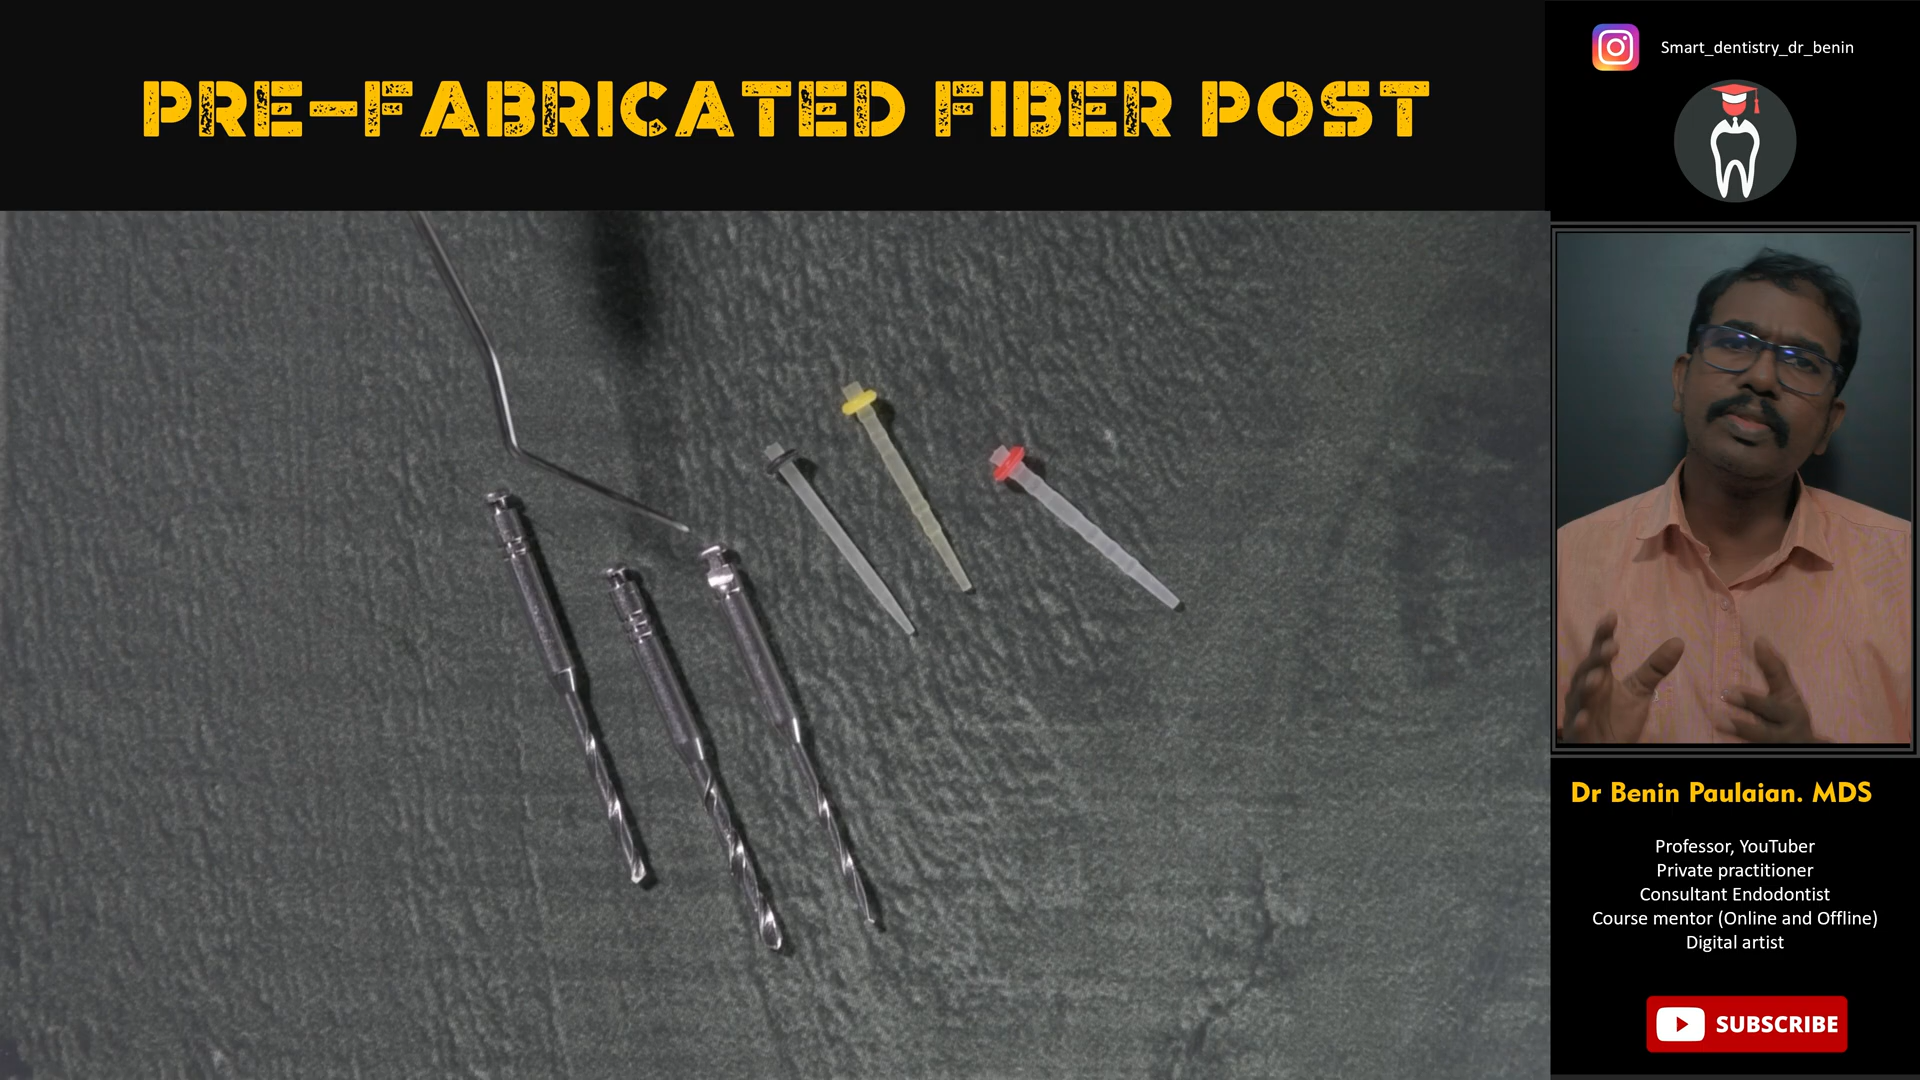 PRE-FABRICATED FIBER POST
Smart_dentistry_dr_benin
Dr Benin Paulaian. MDS
Professor, YouTuber
Private practitioner
Consultant Endodontist
Course mentor (Online and Offline)
Digital artist
SUBSCRIBE